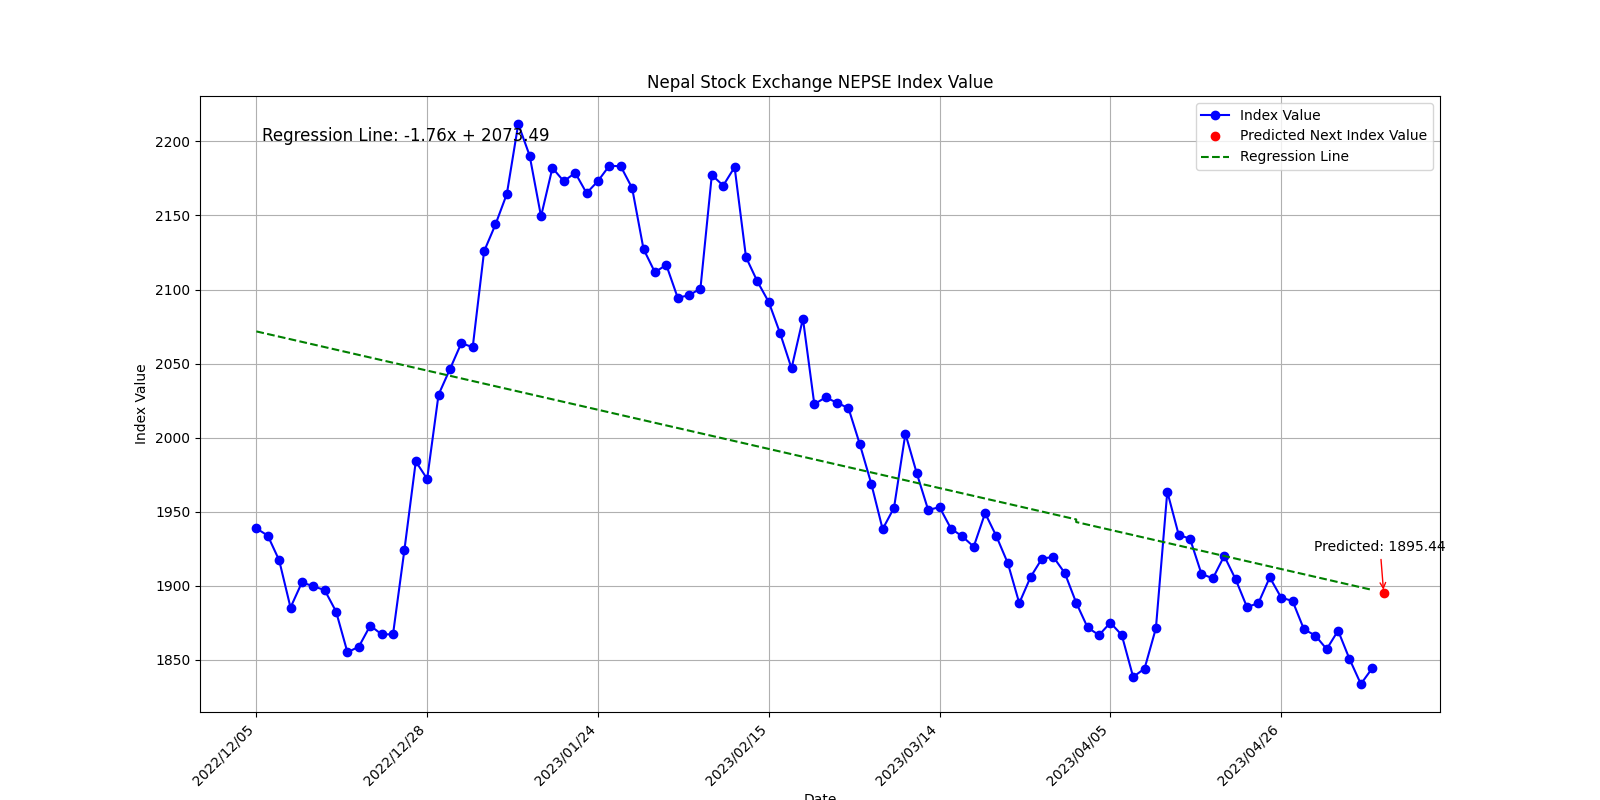 Nepal Stock Exchange NEPSE Index Value
Regression Line: -1.76x + 2073.49
Index Value
Predicted Next Index Value
Regression Line
2200
2150
2100
2050
2000
1950
1900
1850
Index Value
Predicted: 1895.44
2022/12/05
2022/12/28
2023/01/24
2023/02/15
2023/03/14
2023/04/05
2023/04/26
Date